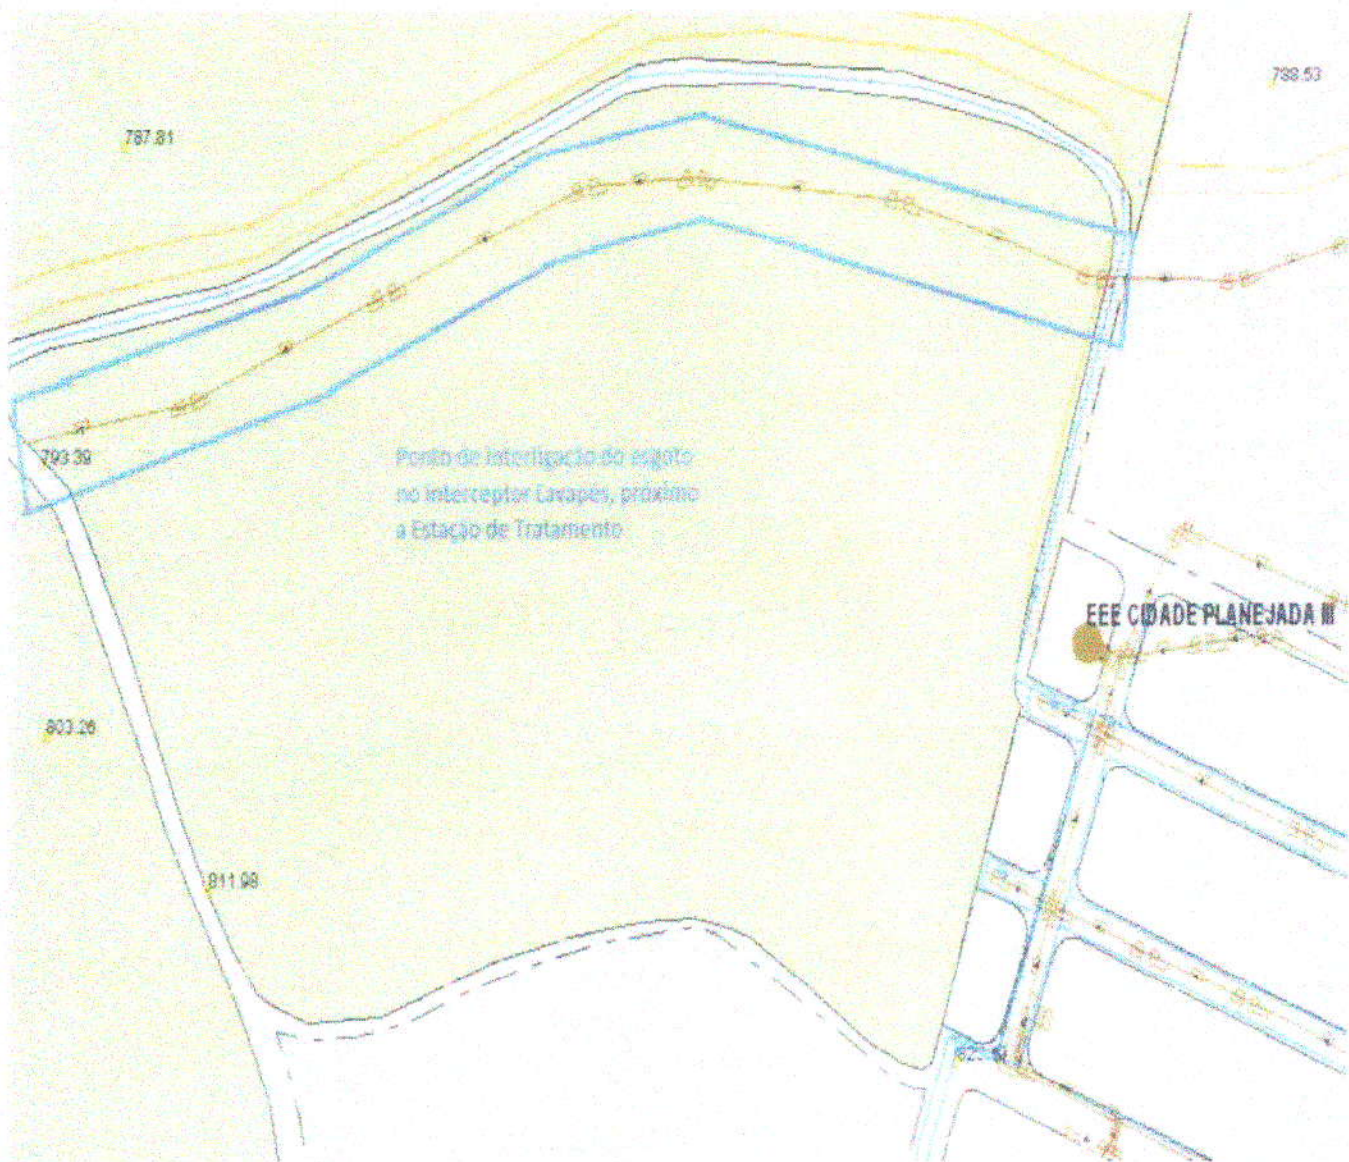 788.53
787.81
793.39
Ponto de interligação do esgoto
no Interceptor Lavapés, próximo
a Estação de Tratamento
EEE CIDADE PLANEJADA III
803.26
811.98